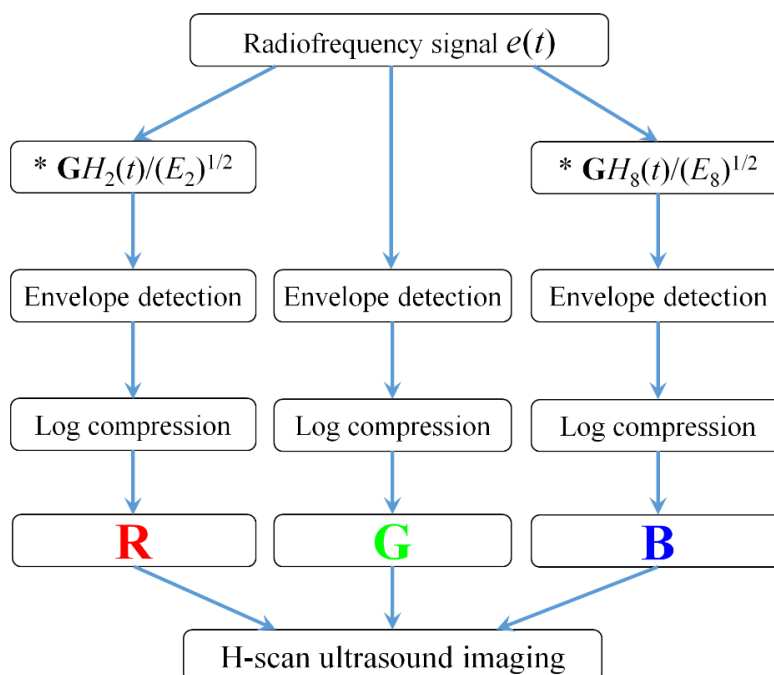 Radiofrequency signal e(t)
* GH₂(t)/(E₂)^{1/2}
* GH₈(t)/(E₈)^{1/2}
Envelope detection
Envelope detection
Envelope detection
Log compression
Log compression
Log compression
R
G
B
H-scan ultrasound imaging